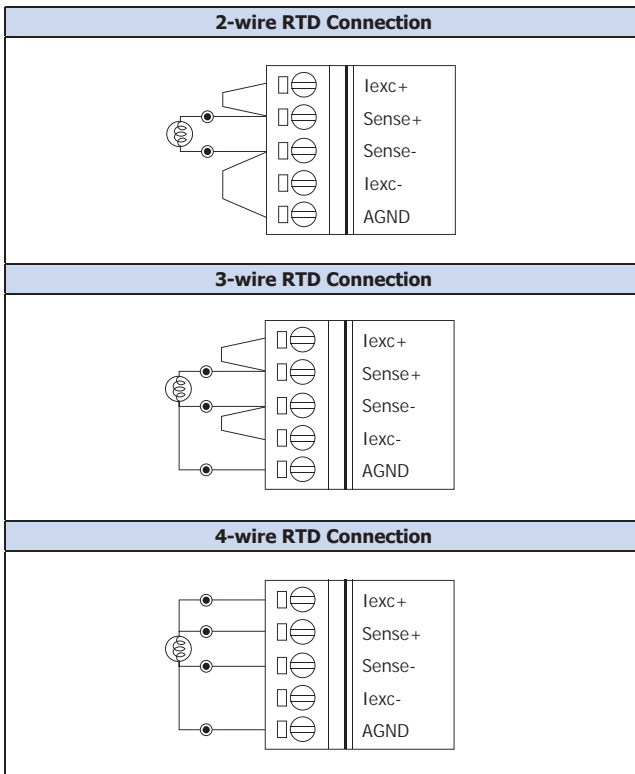 2-wire RTD Connection
Iexc+
Sense+
Sense-
Iexc-
AGND
3-wire RTD Connection
Iexc+
Sense+
Sense-
Iexc-
AGND
4-wire RTD Connection
Iexc+
Sense+
Sense-
Iexc-
AGND